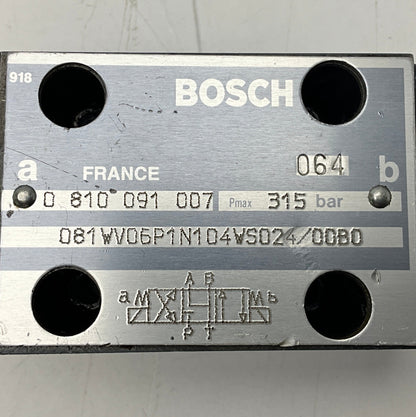 918
BOSCH
a FRANCE 064 b
0 810 091 007 Pmax 315 bar
081WV06P1N104WS024/00B0
A B
a M M b
P T